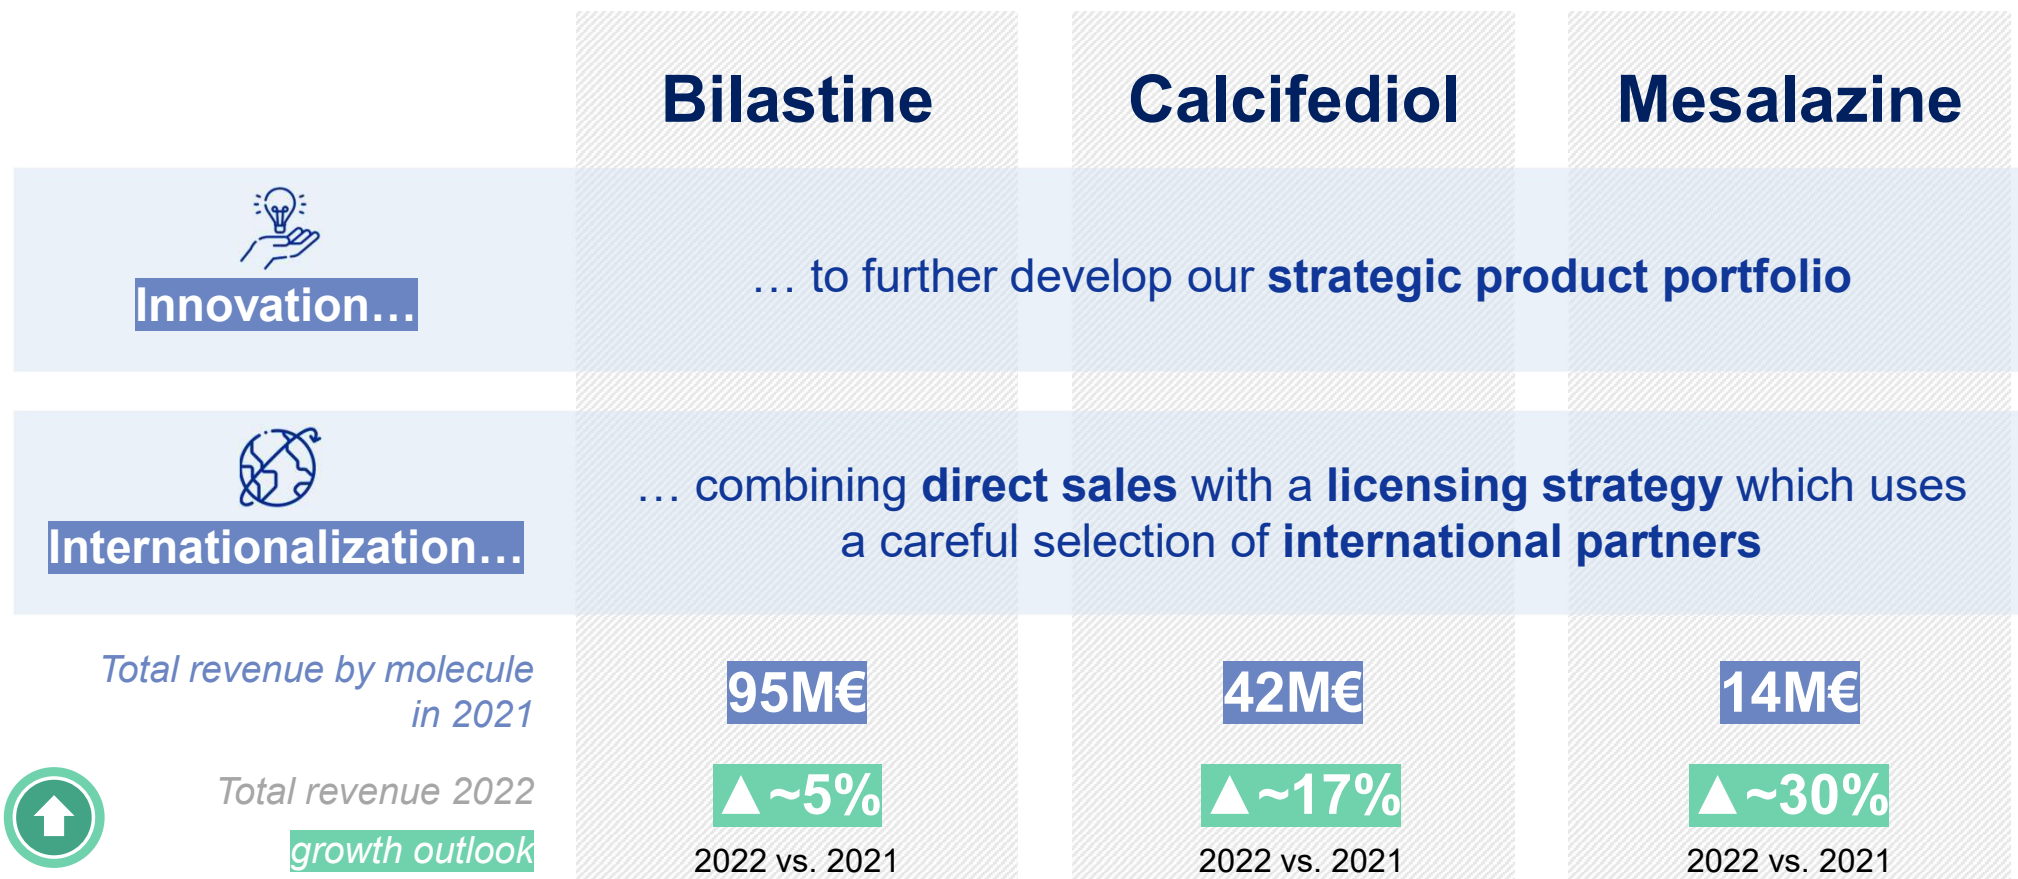 Bilastine
Calcifediol
Mesalazine
Innovation…
… to further develop our strategic product portfolio
Internationalization…
… combining direct sales with a licensing strategy which uses
a careful selection of international partners
Total revenue by molecule
in 2021
95M€
42M€
14M€
Total revenue 2022
growth outlook
▲~5%
▲~17%
▲~30%
2022 vs. 2021
2022 vs. 2021
2022 vs. 2021